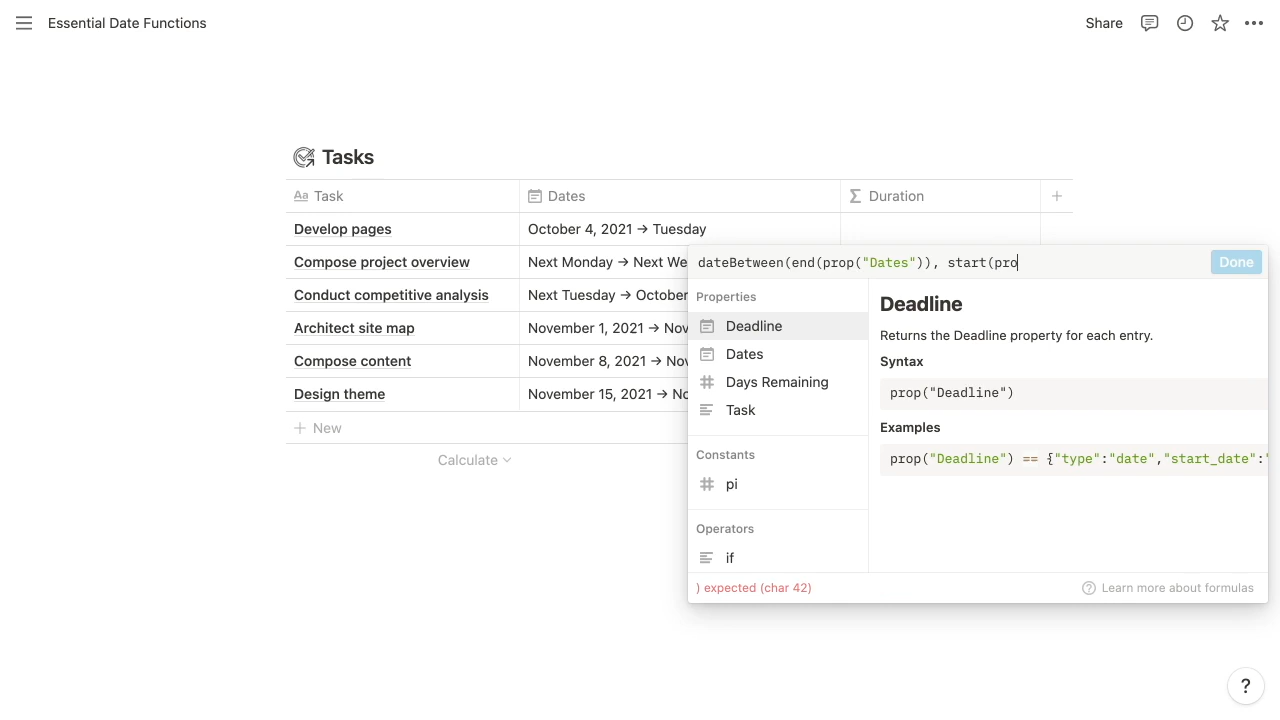 Essential Date Functions
Share
Tasks
Aa Task
Dates
Duration
Develop pages
October 4, 2021 → Tuesday
Compose project overview
Next Monday → Next We
Conduct competitive analysis
Next Tuesday → October
Architect site map
November 1, 2021 → Nov
Compose content
November 8, 2021 → Nov
Design theme
November 15, 2021 → No
+ New
Calculate
dateBetween(end(prop("Dates")), start(pro
Done
Properties
Deadline
Dates
Days Remaining
Task
Constants
pi
Operators
if
Deadline
Returns the Deadline property for each entry.
Syntax
prop("Deadline")
Examples
prop("Deadline") == {"type":"date","start_date":"
) expected (char 42)
? Learn more about formulas
?